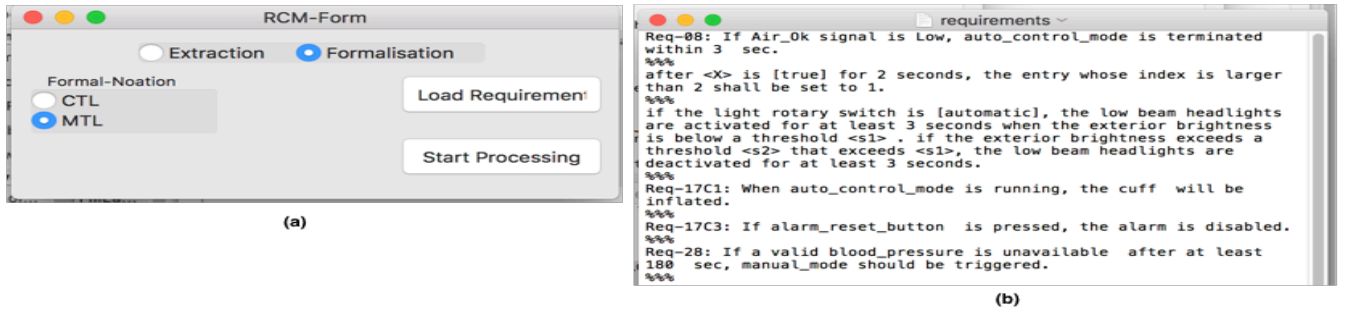 RCM-Form
Extraction
Formalisation
Formal-Noation
CTL
MTL
Load Requirement
Start Processing
(a)
requirements
Req-08: If Air_Ok signal is Low, auto_control_mode is terminated
within 3 sec.
%%%
after <X> is [true] for 2 seconds, the entry whose index is larger
than 2 shall be set to 1.
%%%
if the light rotary switch is [automatic], the low beam headlights
are activated for at least 3 seconds when the exterior brightness
is below a threshold <s1> . if the exterior brightness exceeds a
threshold <s2> that exceeds <s1>, the low beam headlights are
deactivated for at least 3 seconds.
%%%
Req-17C1: When auto_control_mode is running, the cuff will be
inflated.
%%%
Req-17C3: If alarm_reset_button is pressed, the alarm is disabled.
%%%
Req-28: If a valid blood_pressure is unavailable after at least
180 sec, manual_mode should be triggered.
%%%
(b)